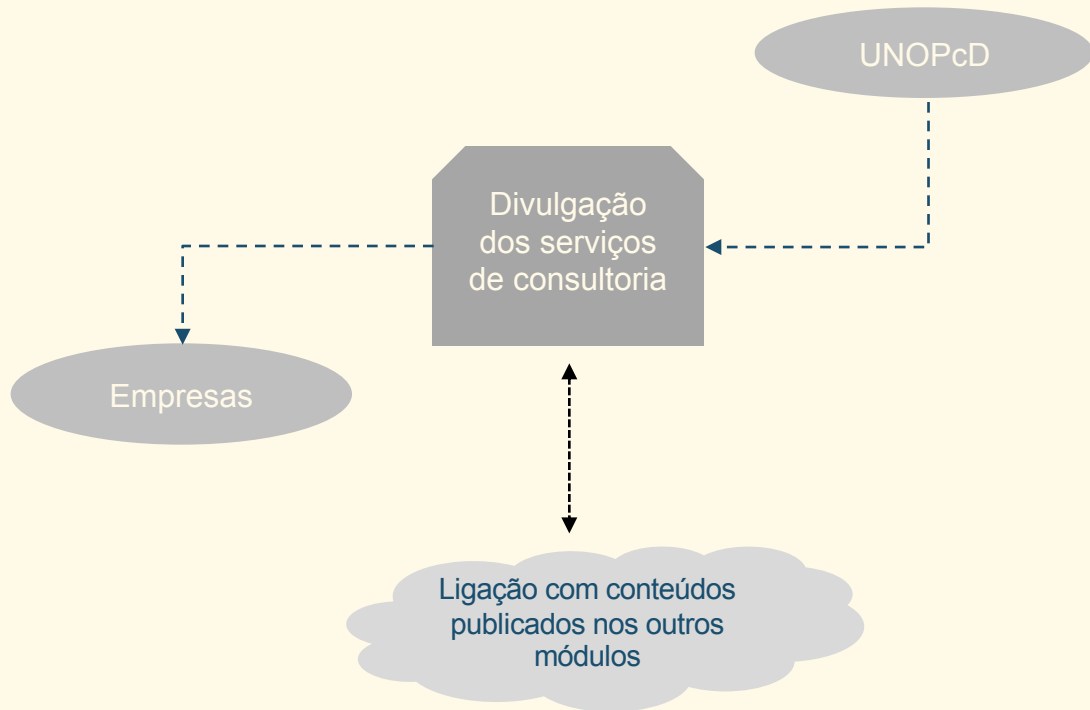 UNOPcD
Divulgação
dos serviços
de consultoria
Empresas
Ligação com conteúdos
publicados nos outros
módulos